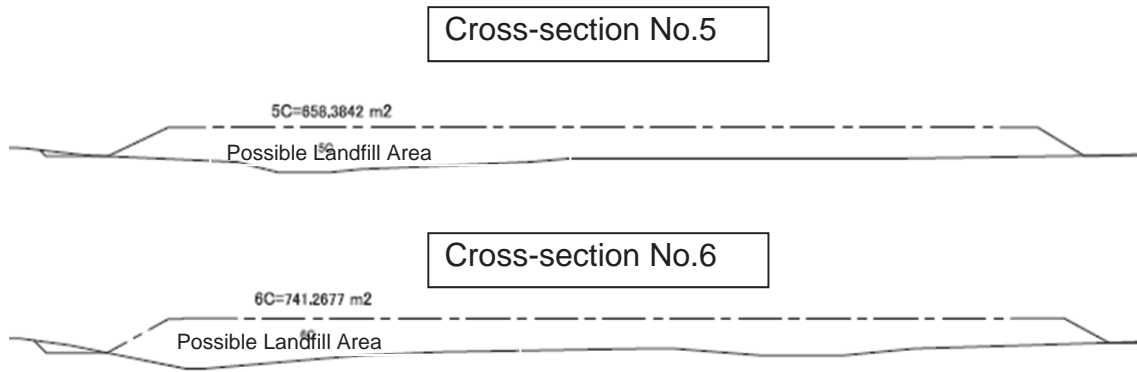 Cross-section No.5
5C=658.3842 m2
Possible Landfill Area
Cross-section No.6
6C=741.2677 m2
Possible Landfill Area